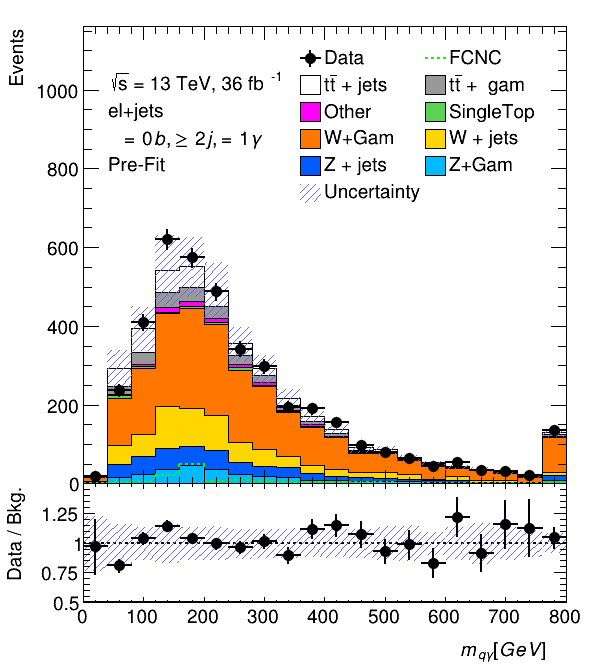 Events
1000
800
600
400
200
0
√s = 13 TeV, 36 fb⁻¹
el+jets
= 0b, ≥ 2j, = 1γ
Pre-Fit
Data
FCNC
tt̄ + jets
tt̄ + gam
Other
SingleTop
W+Gam
W + jets
Z + jets
Z+Gam
Uncertainty
Data / Bkg.
1.25
1
0.75
0.5
0 100 200 300 400 500 600 700 800
m_{qγ}[GeV]